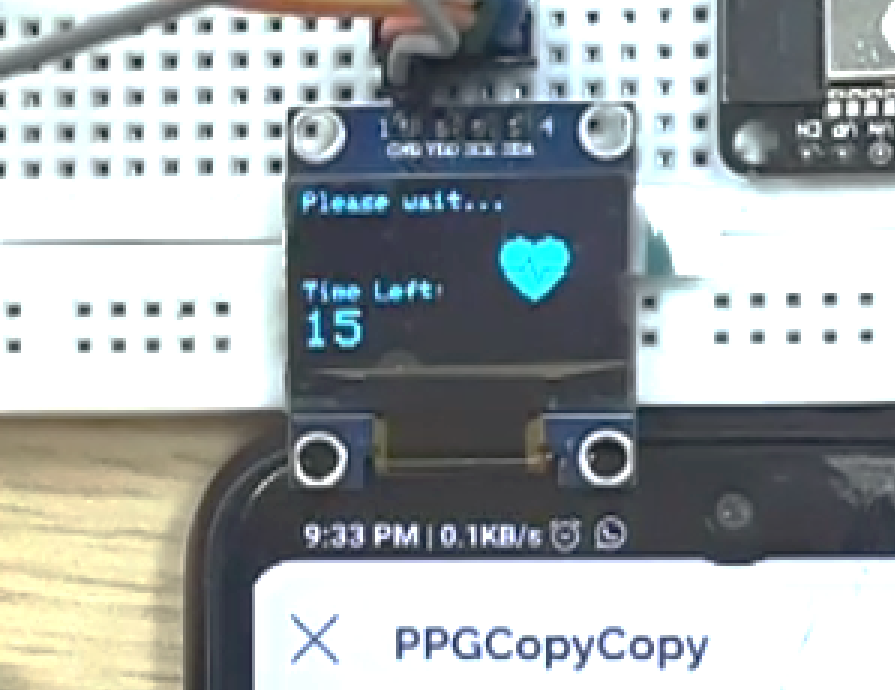 GND VDD SCK SDA
Please wait...
Time Left:
15
9:33 PM | 0.1KB/s
PPGCopyCopy